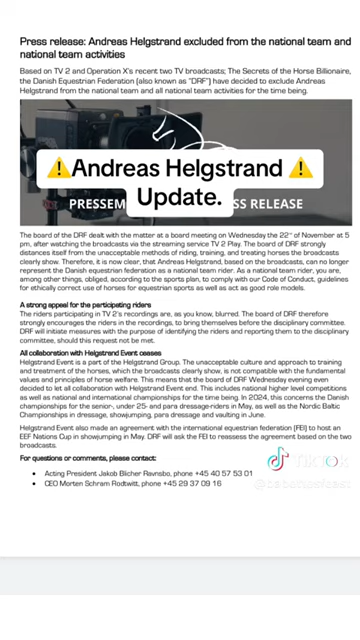 Press release: Andreas Helgstrand excluded from the national team and
national team activities
Based on TV 2 and Operation X's recent two TV broadcasts; The Secrets of the Horse Billionaire,
the Danish Equestrian Federation (also known as "DRF") have decided to exclude Andreas
Helgstrand from the national team and all national team activities for the time being.
⚠️Andreas Helgstrand ⚠️
Update.
PRESSEM
SS RELEASE
The board of the DRF dealt with the matter at a board meeting on Wednesday the 22nd of November at 5
pm, after watching the broadcasts via the streaming service TV 2 Play. The board of DRF strongly
distances itself from the unacceptable methods of riding, training, and treating horses the broadcasts
clearly show. Therefore, it is now clear, that Andreas Helgstrand, based on the broadcasts, can no longer
represent the Danish equestrian federation as a national team rider. As a national team rider, you are,
among other things, obliged, according to the sports plan, to comply with our Code of Conduct, guidelines
for ethically correct use of horses for equestrian sports as well as act as good role models.
A strong appeal for the participating riders
The riders participating in TV2's recordings are, as you know, blurred. The board of DRF therefore
strongly encourages the riders in the recordings, to bring themselves before the disciplinary committee.
DRF will initiate measures with the purpose of identifying the riders and reporting them to the disciplinary
committee, should this request not be met.
All collaboration with Helgstrand Event ceases
Helgstrand Event is a part of the Helgstrand Group. The unacceptable culture and approach to training
and treatment of the horses, which the broadcasts clearly show, is not compatible with the fundamental
values and principles of horse welfare. This means that the board of DRF Wednesday evening even
decided to let all collaboration with Helgstrand Event end. This includes national higher level competitions
as well as national and international championships for the time being. In 2024, this concerns the Danish
championships for the senior-, under 25- and para dressage-riders in May, as well as the Nordic Baltic
Championships in dressage, showjumping, para dressage and vaulting in June.
Helgstrand Event also made an agreement with the international equestrian federation (FEI) to host an
EEF Nations Cup in showjumping in May. DRF will ask the FEI to reassess the agreement based on the two
broadcasts.
For questions or comments, please contact:
• Acting President Jakob Blicher Ravnsbo, phone +45 40 57 53 01
• CEO Morten Schram Rodtwitt, phone +45 29 37 09 16
TikTok